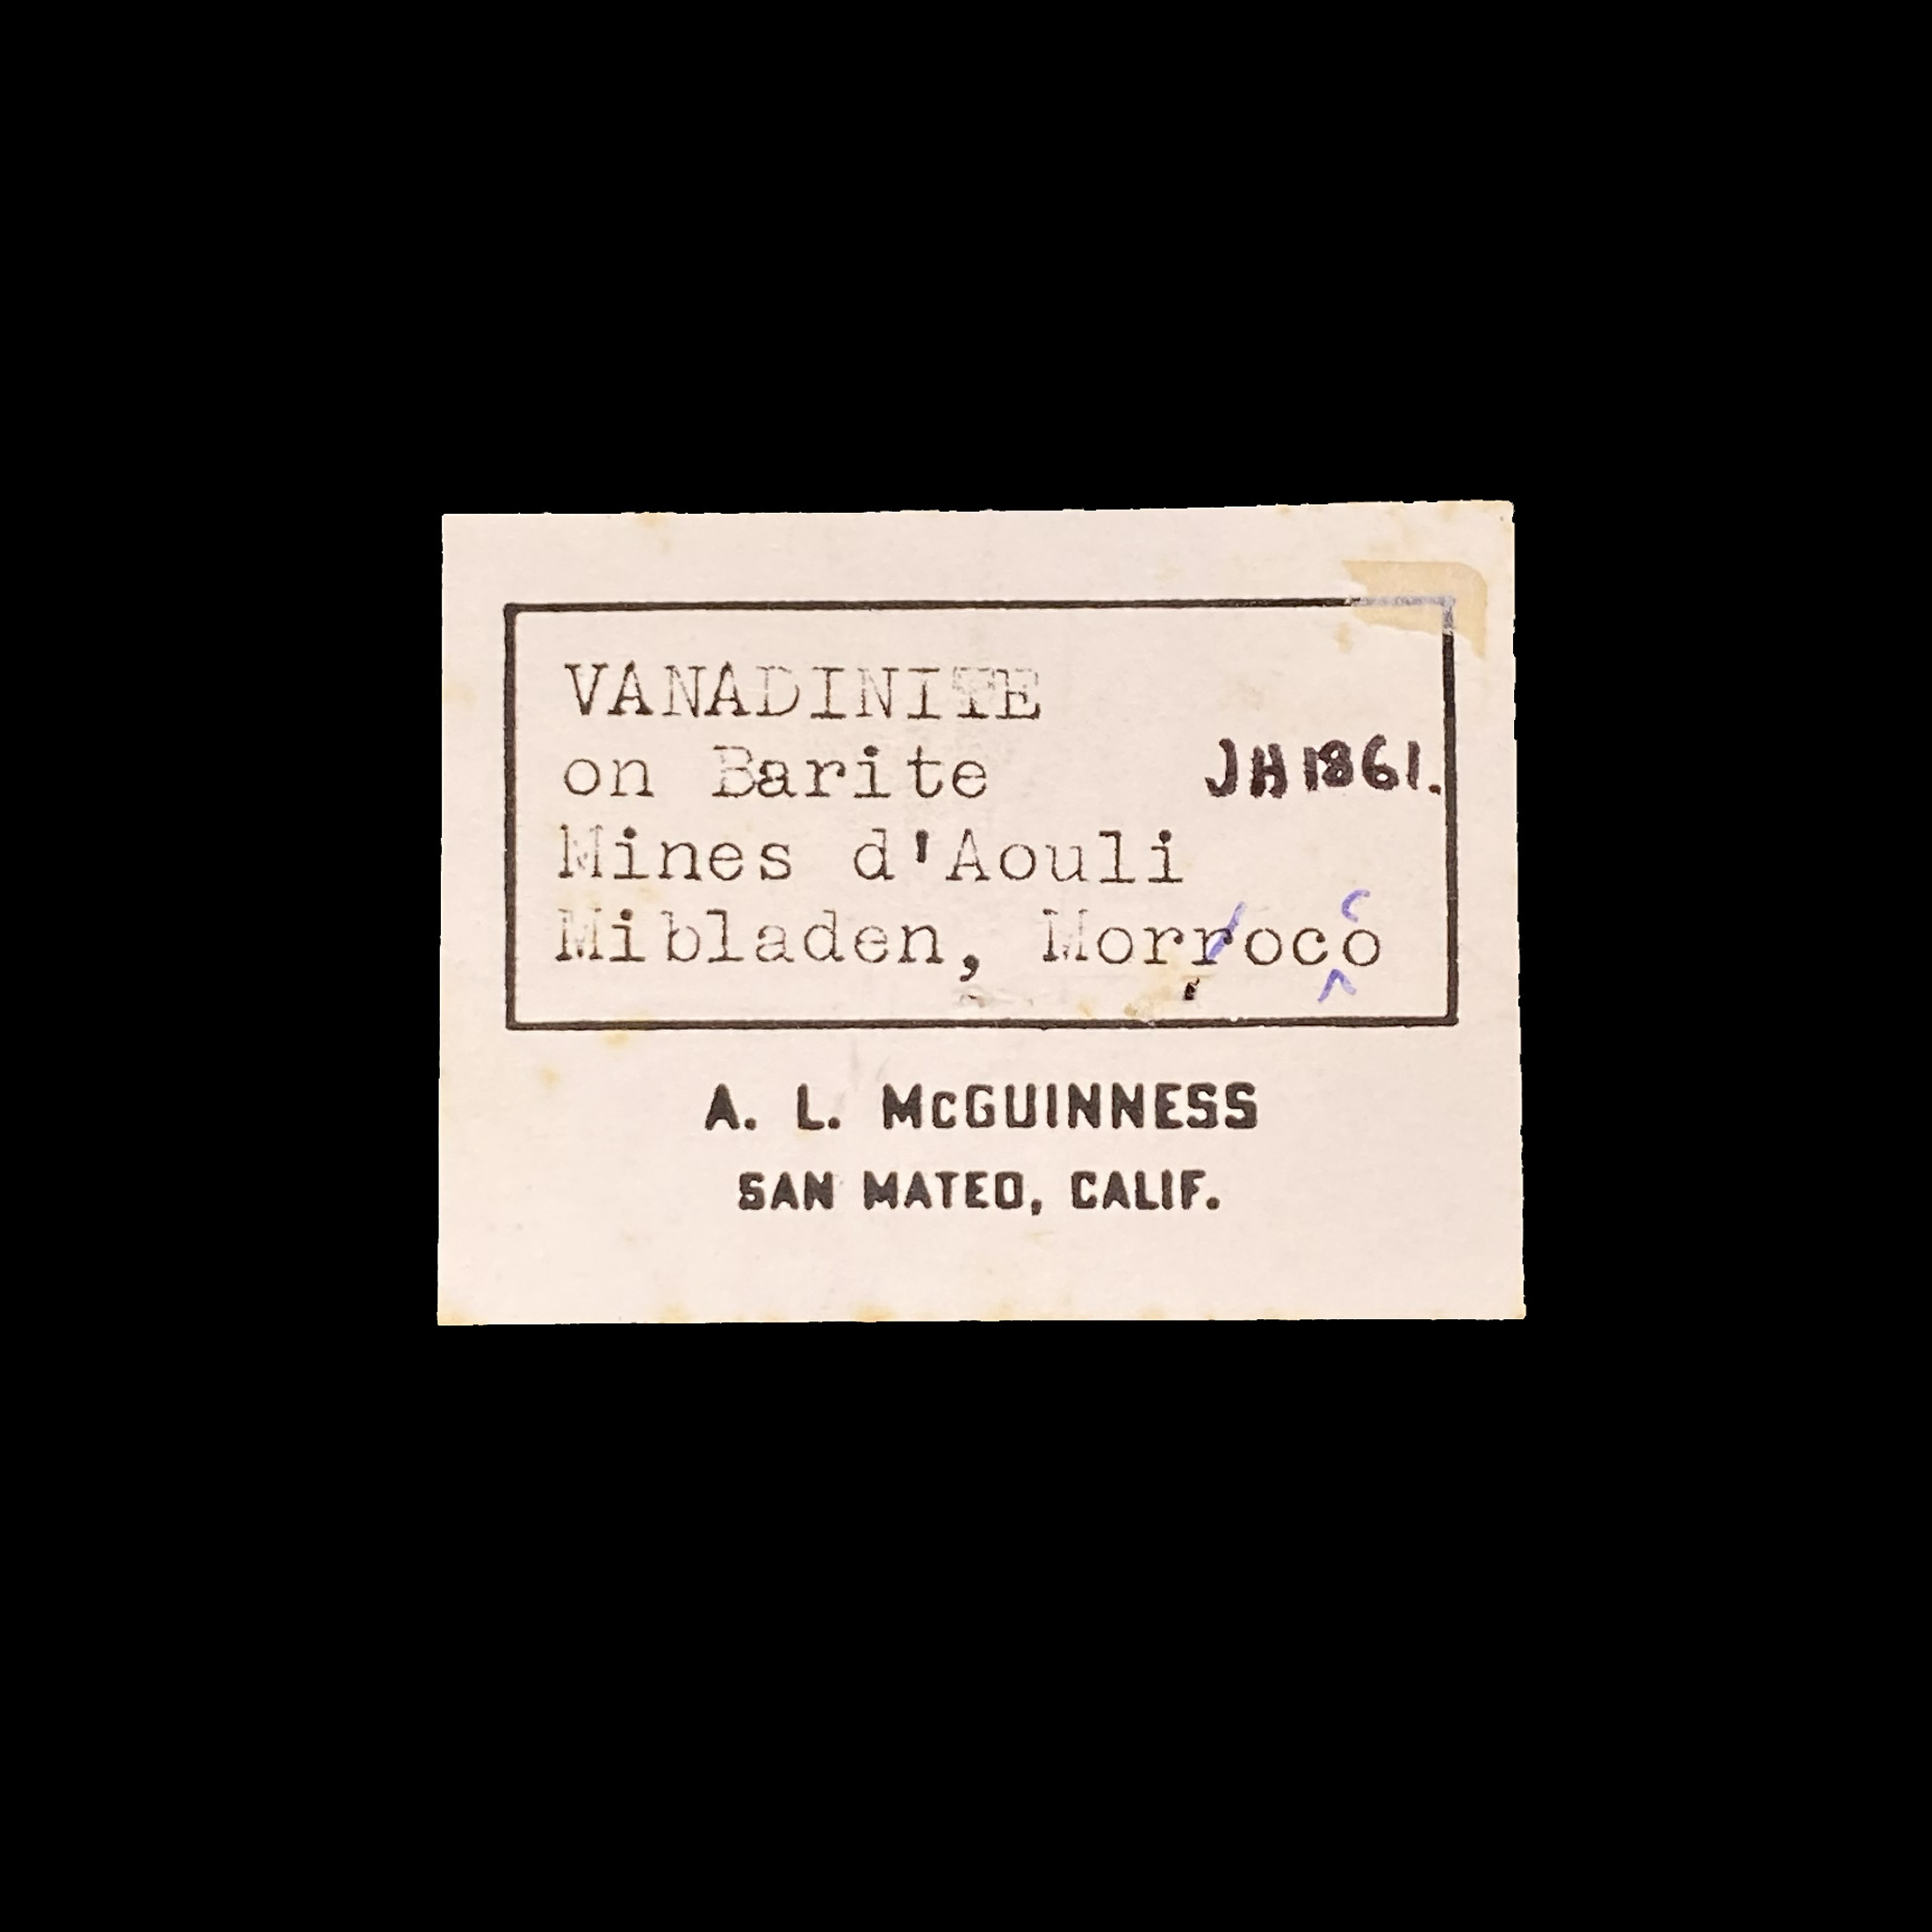 VANADINITE
on Barite
JH1861.
Mines d'Aouli
Mibladen, Morroco
c
^
A. L. McGUINNESS
SAN MATEO, CALIF.